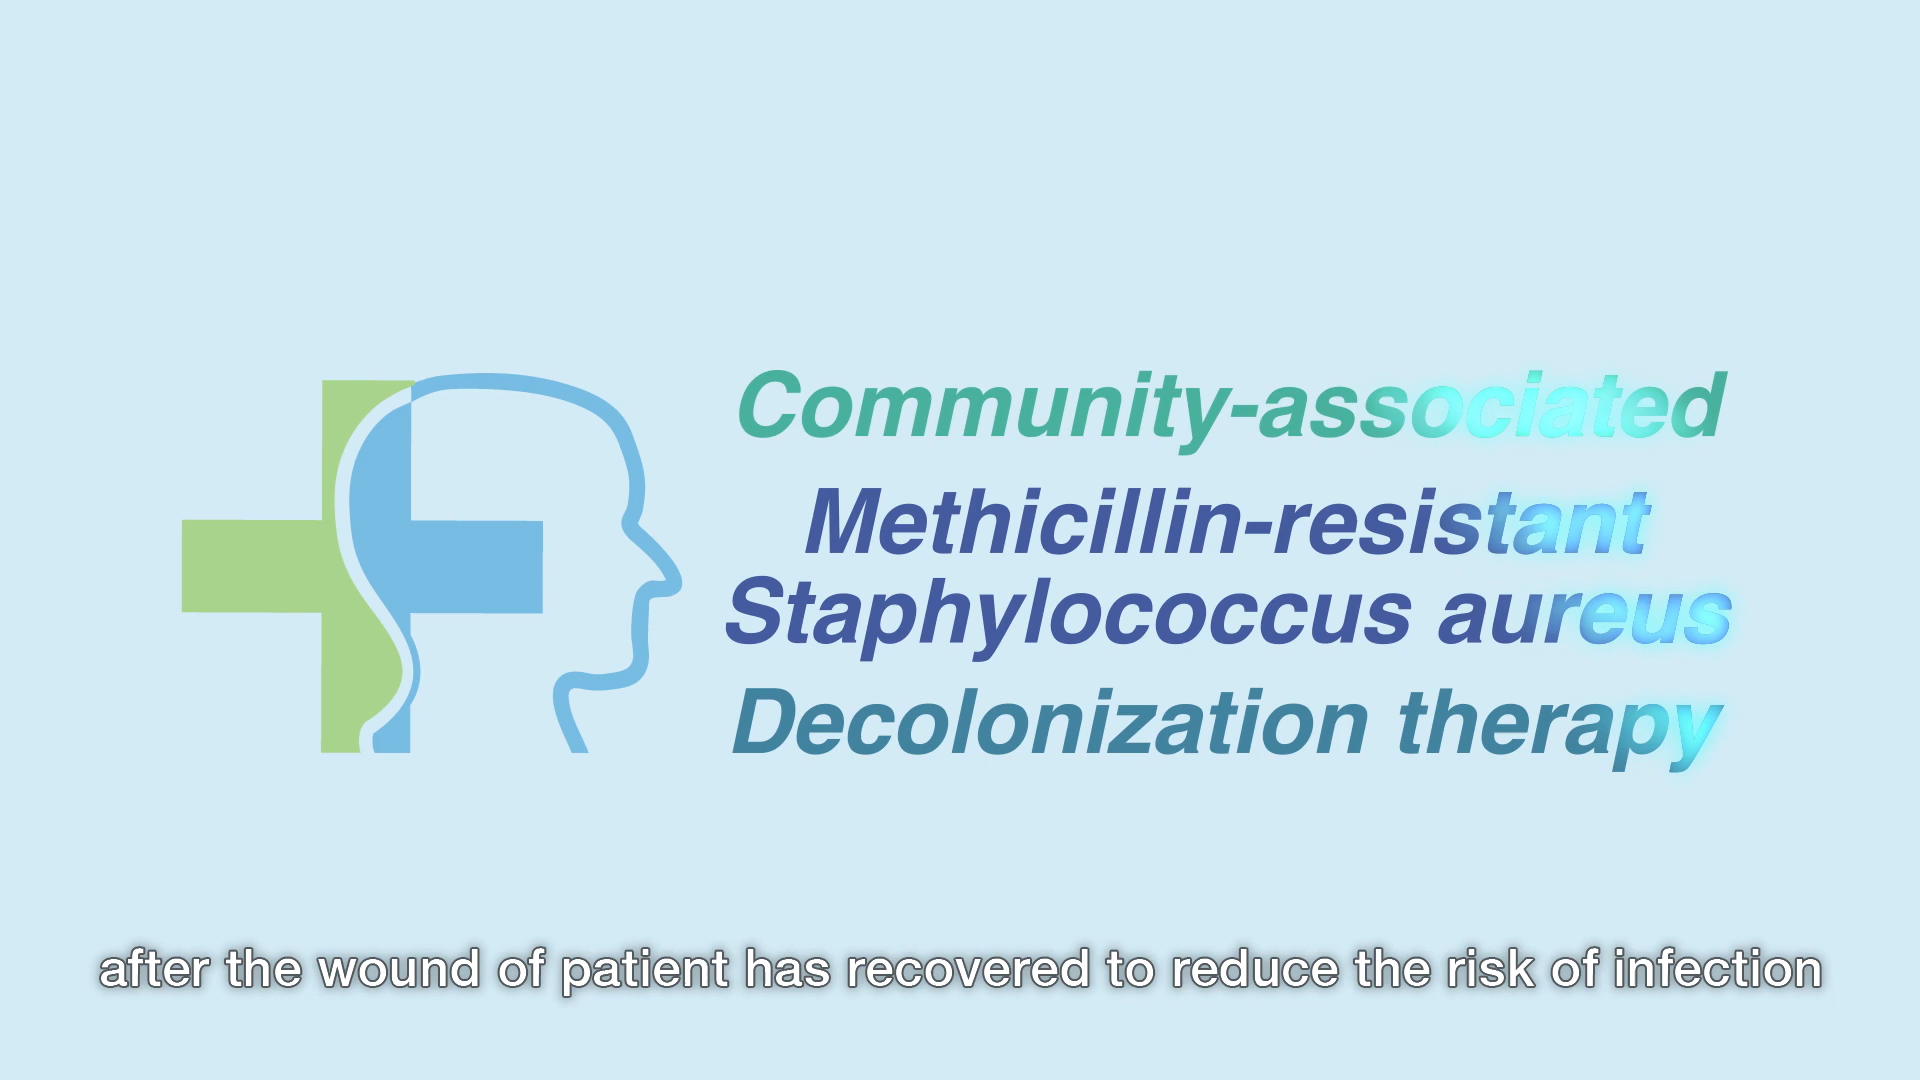 Community-associated
Methicillin-resistant
Staphylococcus aureus
Decolonization therapy
after the wound of patient has recovered to reduce the risk of infection